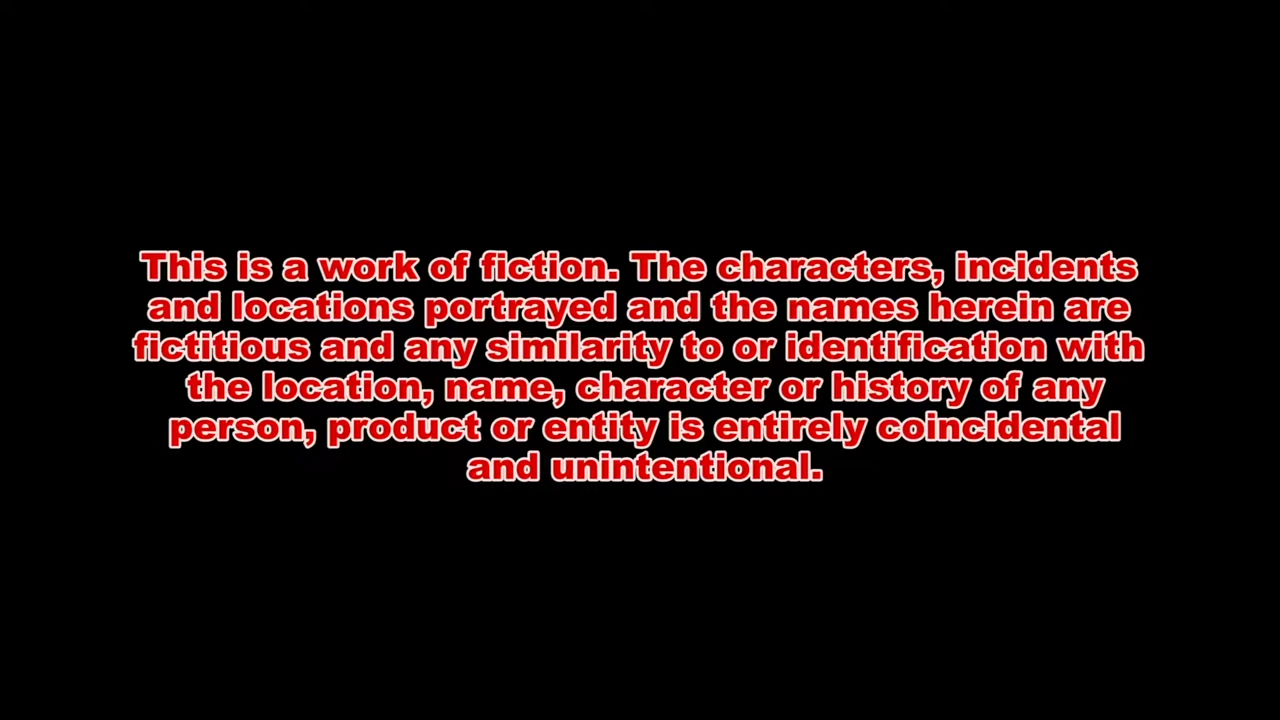 This is a work of fiction. The characters, incidents
and locations portrayed and the names herein are
fictitious and any similarity to or identification with
the location, name, character or history of any
person, product or entity is entirely coincidental
and unintentional.